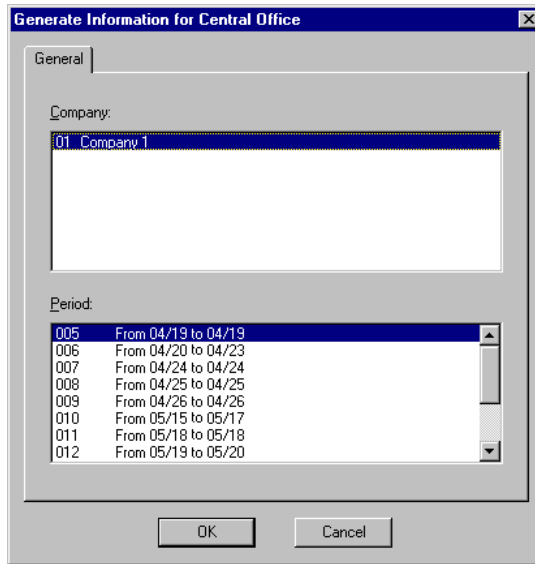 Generate Information for Central Office
General
Company:
01 Company 1
Period:
005 From 04/19 to 04/19
006 From 04/20 to 04/23
007 From 04/24 to 04/24
008 From 04/25 to 04/25
009 From 04/26 to 04/26
010 From 05/15 to 05/17
011 From 05/18 to 05/18
012 From 05/19 to 05/20
OK Cancel